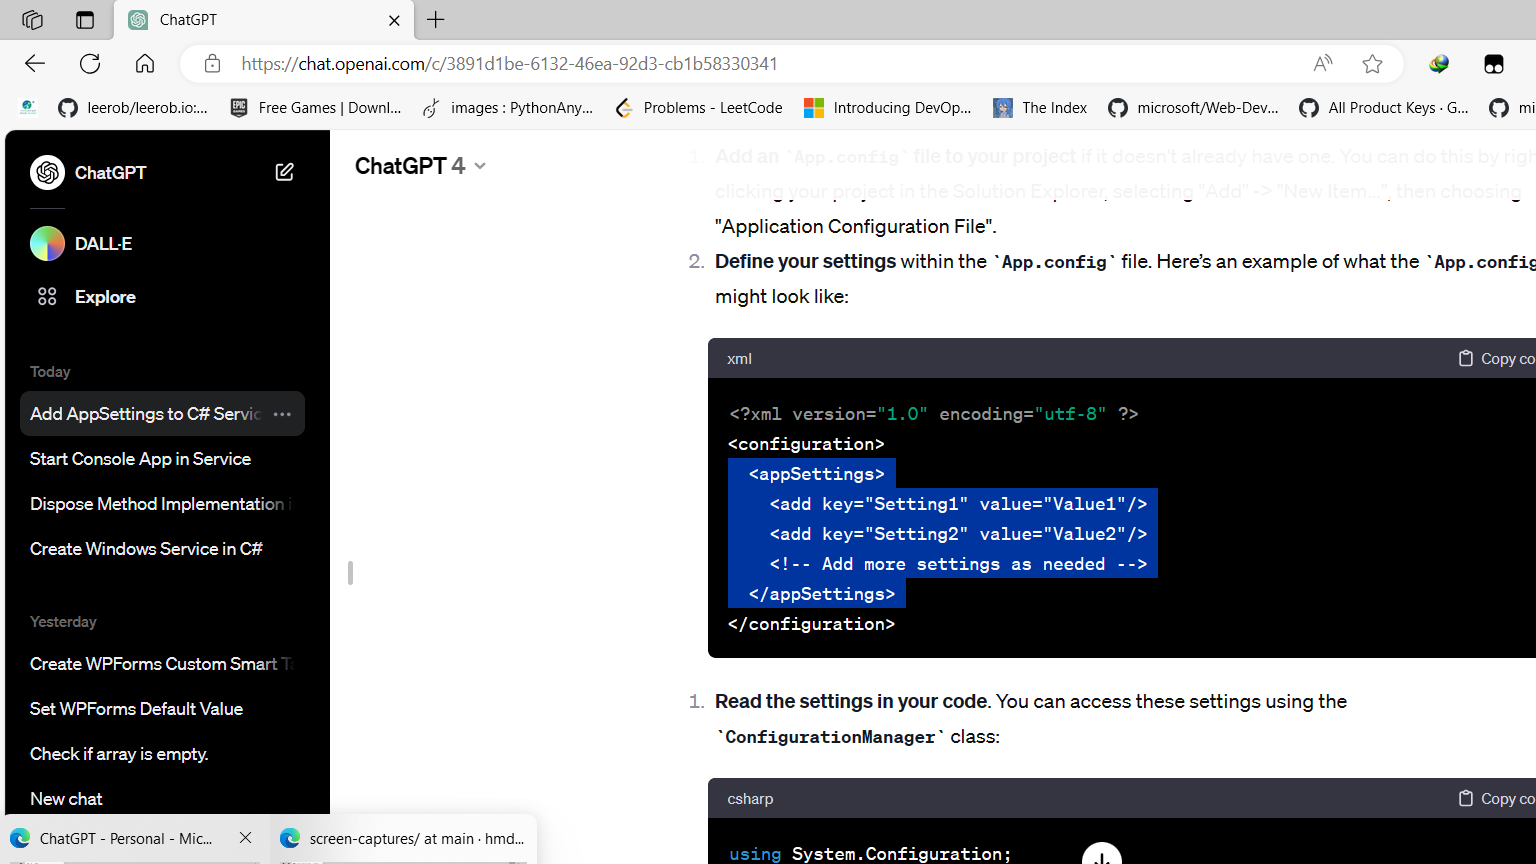 ChatGPT
https://chat.openai.com/c/3891d1be-6132-46ea-92d3-cb1b58330341
leerob/leerob.io:...
Free Games | Downl...
images : PythonAny...
Problems - LeetCode
Introducing DevOp...
The Index
microsoft/Web-Dev...
All Product Keys · G...
mi
ChatGPT
DALL·E
Explore
Today
Add AppSettings to C# Servic
Start Console App in Service
Dispose Method Implementation i
Create Windows Service in C#
Yesterday
Create WPForms Custom Smart T
Set WPForms Default Value
Check if array is empty.
New chat
ChatGPT 4
1. Add an `App.config` file to your project if it doesn't already have one. You can do this by righ
clicking your project in the Solution Explorer, selecting "Add" -> "New Item...", then choosing
"Application Configuration File".
2. Define your settings within the `App.config` file. Here's an example of what the `App.config
might look like:
xml
Copy co
<?xml version="1.0" encoding="utf-8" ?>
<configuration>
<appSettings>
<add key="Setting1" value="Value1"/>
<add key="Setting2" value="Value2"/>
<!-- Add more settings as needed -->
</appSettings>
</configuration>
1. Read the settings in your code. You can access these settings using the
`ConfigurationManager` class:
csharp
Copy co
using System.Configuration;
ChatGPT - Personal - Mic...
screen-captures/ at main · hmd...